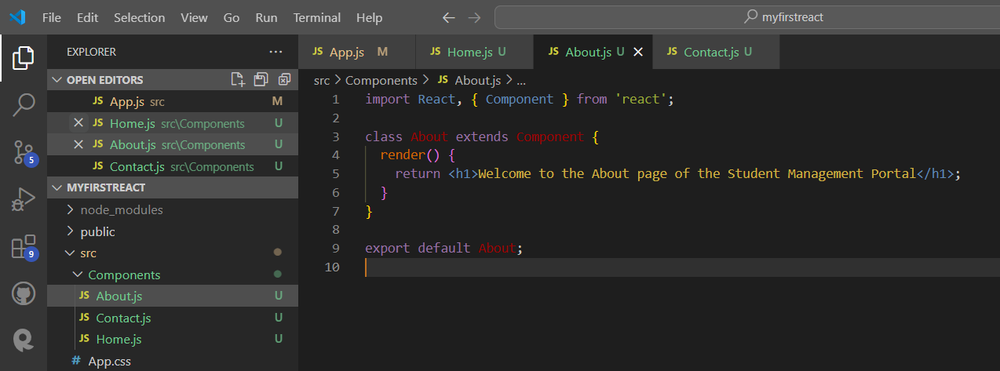 File Edit Selection View Go Run Terminal Help myfirstreact
EXPLORER
OPEN EDITORS
JS App.js src M
JS Home.js src\Components U
JS About.js src\Components U
JS Contact.js src\Components U
MYFIRSTREACT
node_modules
public
src
Components
JS About.js U
JS Contact.js U
JS Home.js U
# App.css
5
9
JS App.js M JS Home.js U JS About.js U JS Contact.js U
src > Components > JS About.js > ...
1 import React, { Component } from 'react';
2
3 class About extends Component {
4 render() {
5 return <h1>Welcome to the About page of the Student Management Portal</h1>;
6 }
7 }
8
9 export default About;
10